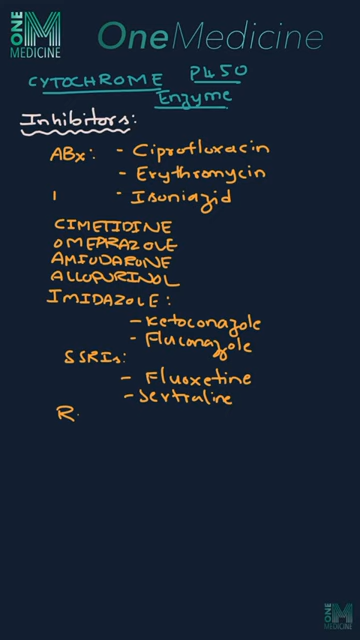 ONE
MEDICINE
OneMedicine
CYTOCHROME P450
Enzyme
Inhibitors:
ABx: - Ciprofloxacin
- Erythromycin
- Isoniazid
CIMETIDINE
OMEPRAZOLE
AMIODARONE
ALLOPURINOL
IMIDAZOLE:
- Ketoconazole
- Fluconazole
SSRIs:
- Fluoxetine
- Sertraline
R
ONE
MEDICINE